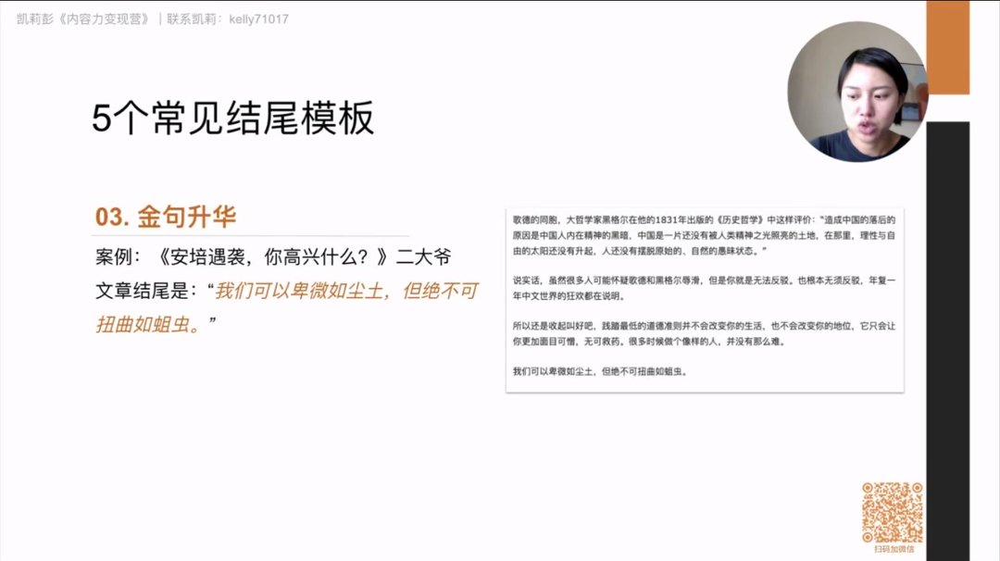 凯莉彭《内容力变现营》｜联系凯莉：kelly71017
5个常见结尾模板
03. 金句升华
案例：《安培遇袭，你高兴什么？》二大爷
文章结尾是：“我们可以卑微如尘土，但绝不可
扭曲如蛆虫。”
歌德的同胞，大哲学家黑格尔在他的1831年出版的《历史哲学》中这样评价：“造成中国的落后的
原因是中国人内在精神的黑暗，中国是一片还没有被人类精神之光照亮的土地，在那里，理性与自
由的太阳还没有升起，人还没有摆脱原始的、自然的愚昧状态。”
说实话，虽然很多人可能怀疑歌德和黑格尔辱滑，但是你就是无法反驳。也根本无须反驳，年复一
年中文世界的狂欢都在说明。
所以还是收起叫好吧，践踏最低的道德准则并不会改变你的生活，也不会改变你的地位，它只会让
你更加面目可憎，无可救药。很多时候做个像样的人，并没有那么难。
我们可以卑微如尘土，但绝不可扭曲如蛆虫。
扫码加微信